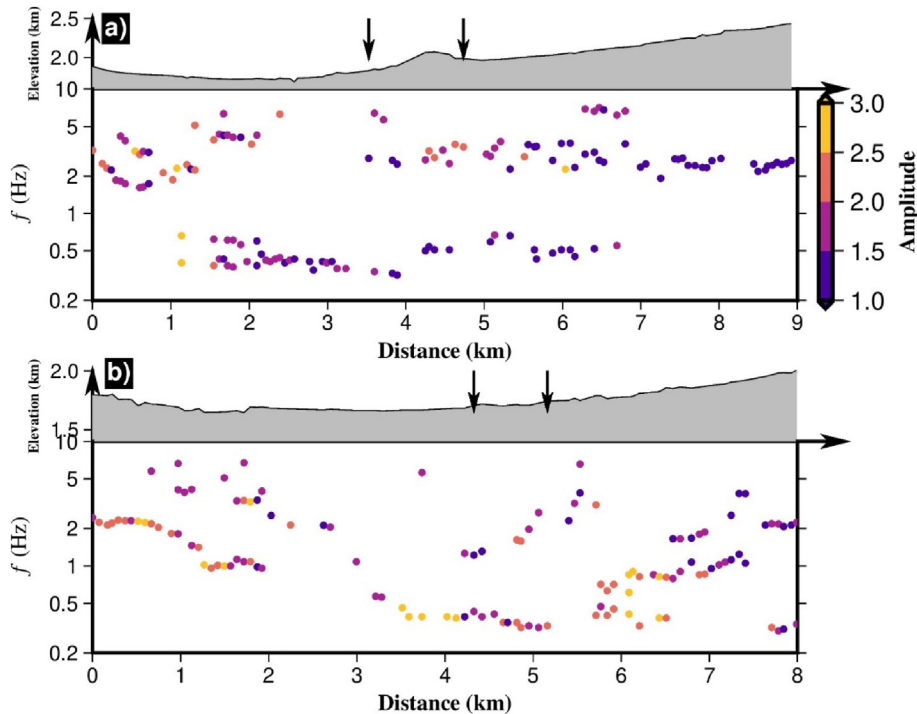 a)
Elevation (km)
2.5
2.0
10
5
2
1
0.5
0.2
f (Hz)
0 1 2 3 4 5 6 7 8 9
Distance (km)
3.0
2.5
2.0
1.5
1.0
Amplitude
b)
Elevation (km)
2.0
1.5
10
5
2
1
0.5
0.2
f (Hz)
0 1 2 3 4 5 6 7 8
Distance (km)